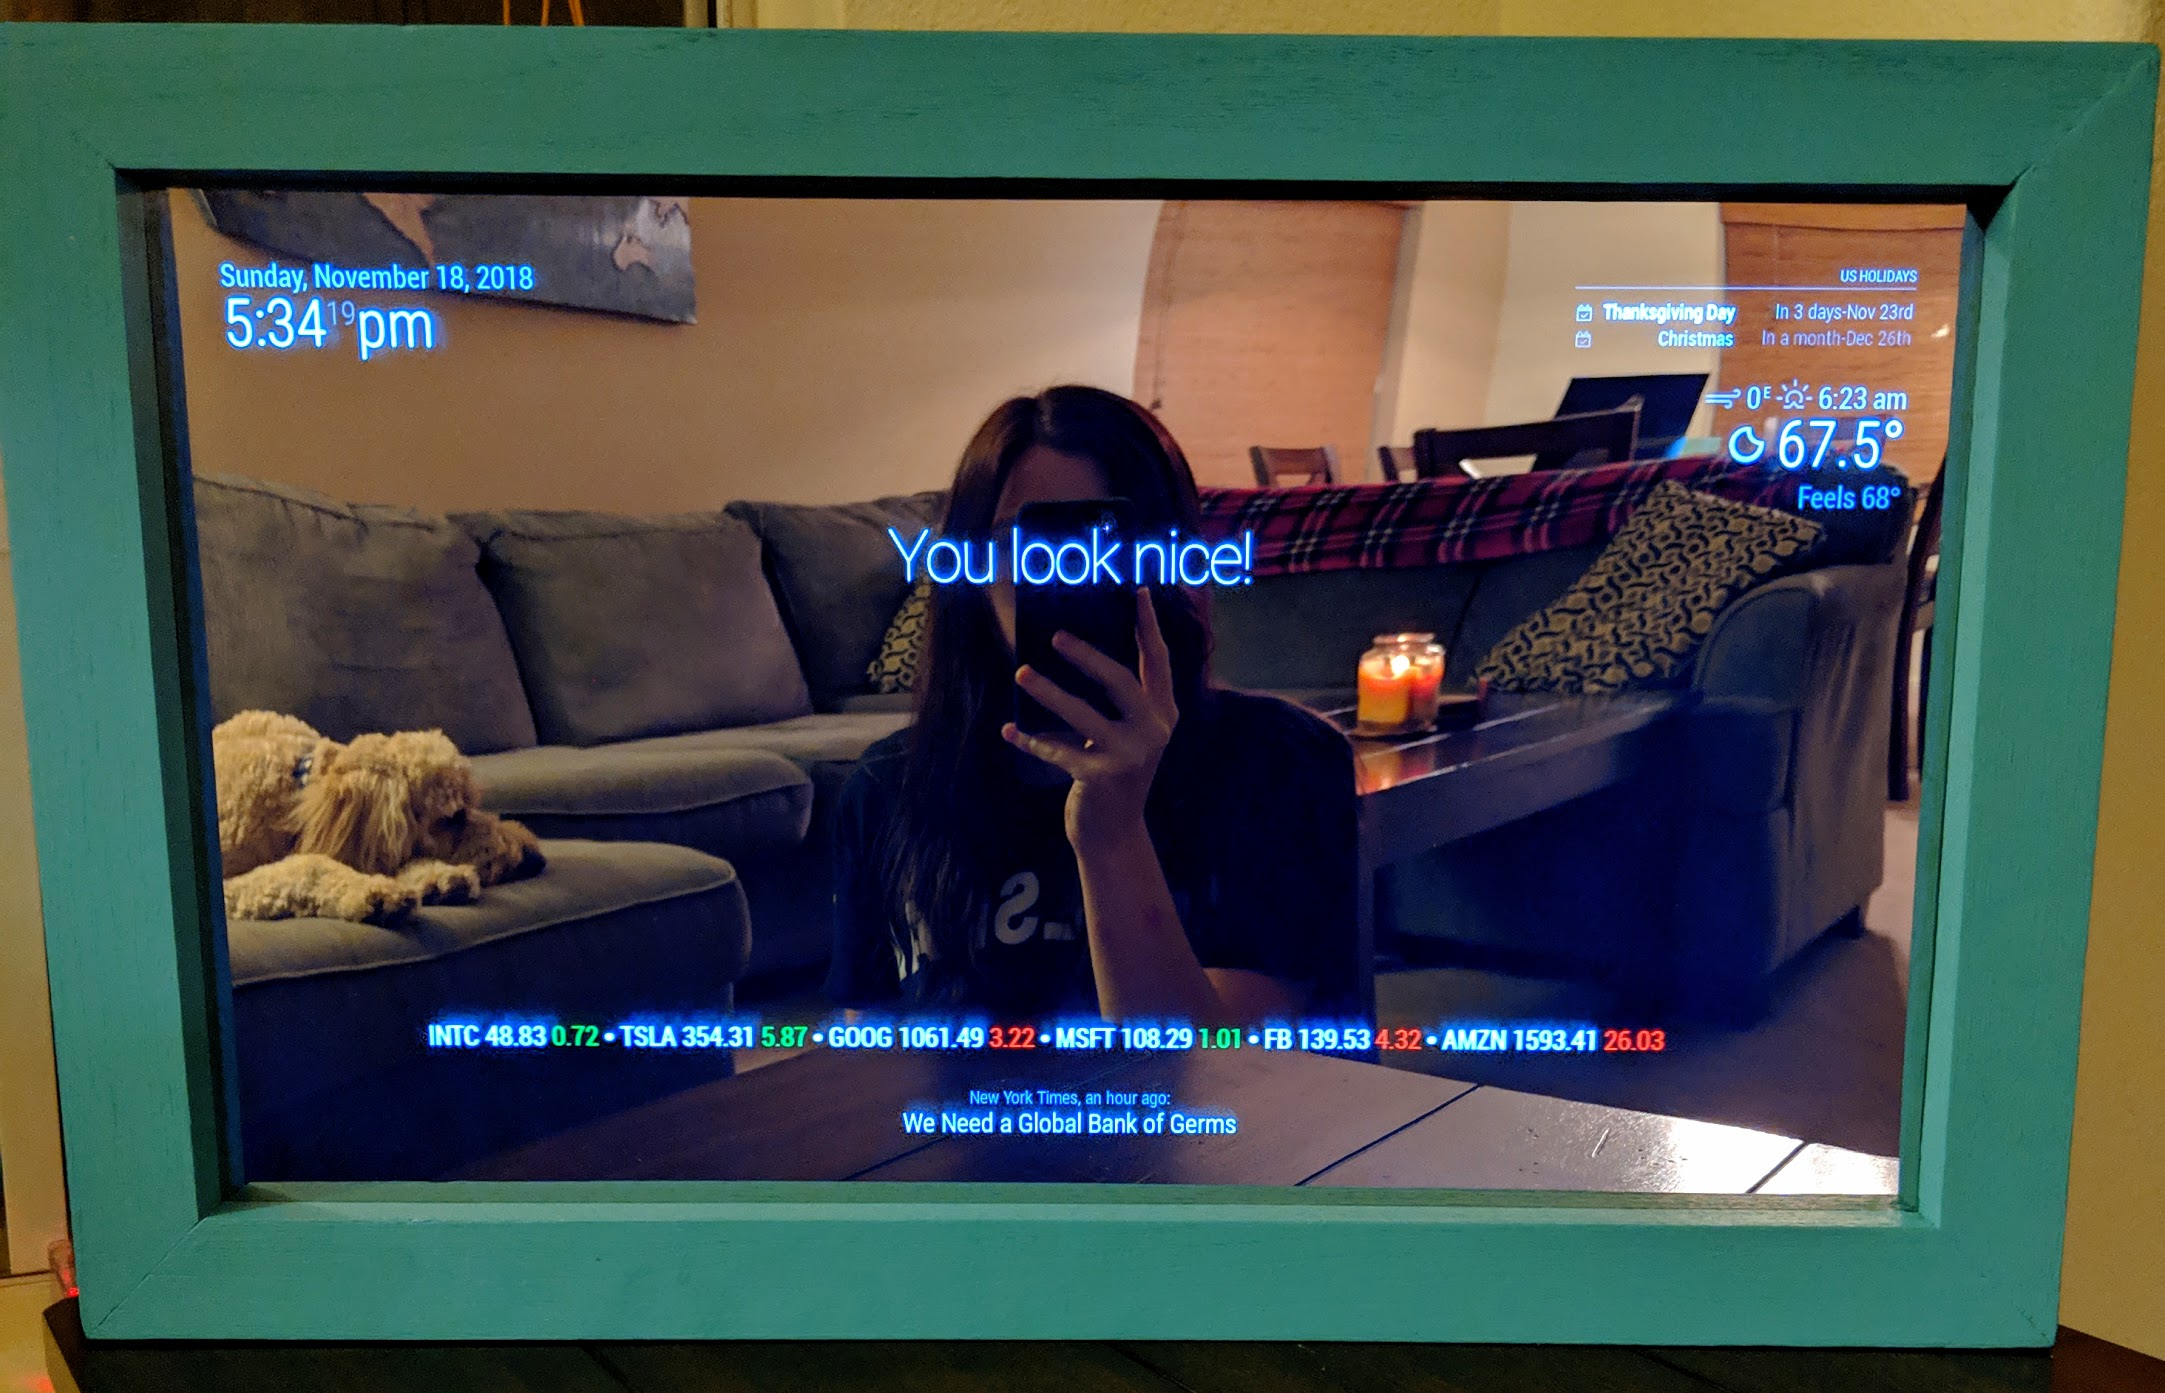 Sunday, November 18, 2018
5:34 19 pm
US HOLIDAYS
Thanksgiving Day In 3 days-Nov 23rd
Christmas In a month-Dec 26th
0 E 6:23 am
67.5°
Feels 68°
You look nice!
INTC 48.83 0.72 • TSLA 354.31 5.87 • GOOG 1061.49 3.22 • MSFT 108.29 1.01 • FB 139.53 4.32 • AMZN 1593.41 26.03
New York Times, an hour ago:
We Need a Global Bank of Germs